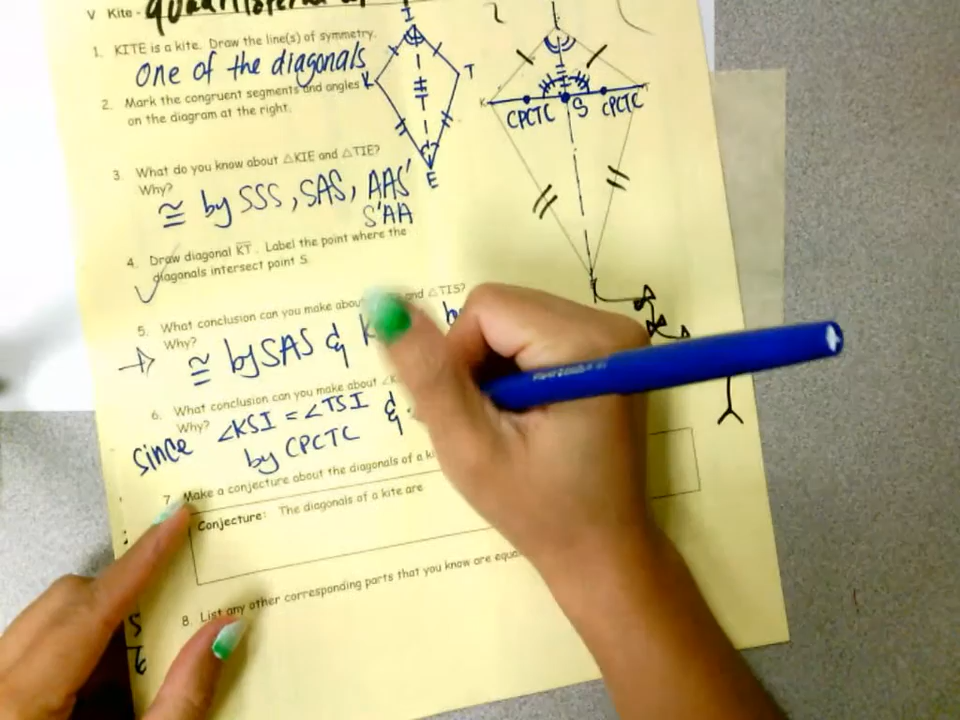 V Kite -
1. KITE is a kite. Draw the line(s) of symmetry.
One of the diagonals
2. Mark the congruent segments and angles
on the diagram at the right.
I
K
T
E
K
T
S
CPCTC
CPCTC
3. What do you know about △KIE and △TIE?
Why?
≅ by SSS, SAS, AAS'
S'AA
4. Draw diagonal KT. Label the point where the
diagonals intersect point S.
5. What conclusion can you make about and △TIS?
Why?
≅ by SAS &
6. What conclusion can you make about
Why?
since ∠KSI = ∠TSI &
by CPCTC
7. Make a conjecture about the diagonals of a
Conjecture: The diagonals of a kite are
8. List any other corresponding parts that you know are